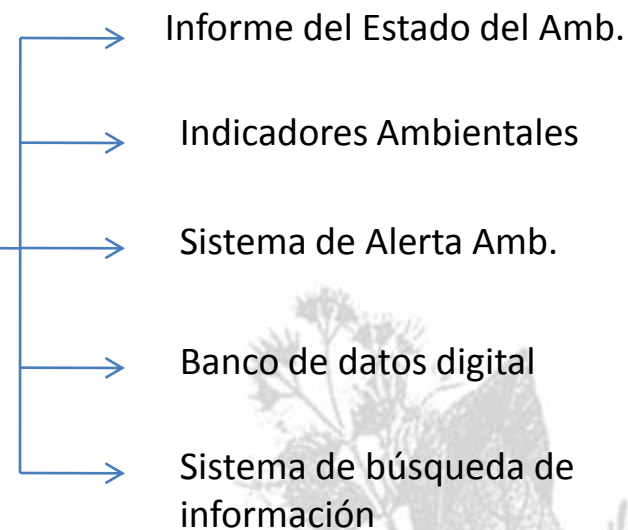 Informe del Estado del Amb.
Indicadores Ambientales
Sistema de Alerta Amb.
Banco de datos digital
Sistema de búsqueda de
información